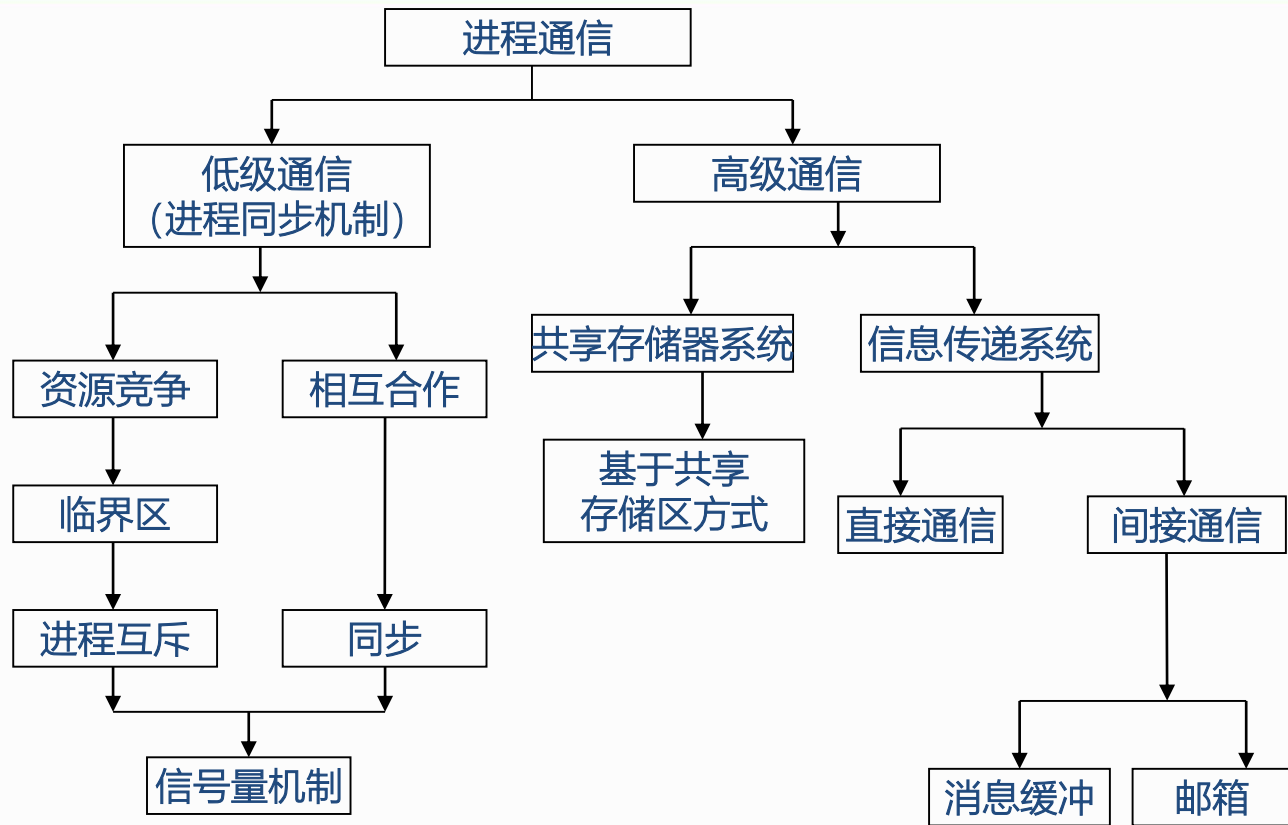 进程通信
低级通信
（进程同步机制）
高级通信
共享存储器系统
信息传递系统
资源竞争
相互合作
基于共享
存储区方式
临界区
直接通信
间接通信
进程互斥
同步
信号量机制
消息缓冲
邮箱